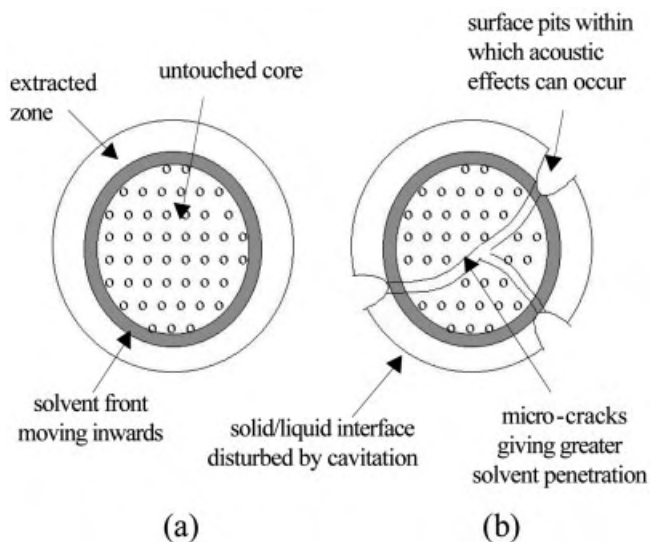 extracted
zone
untouched core
surface pits within
which acoustic
effects can occur
solvent front
moving inwards
solid/liquid interface
disturbed by cavitation
micro-cracks
giving greater
solvent penetration
(a)
(b)